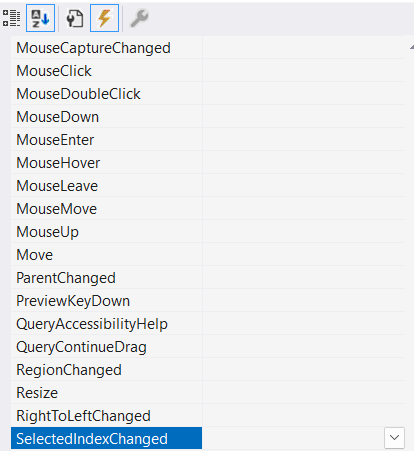 MouseCaptureChanged
MouseClick
MouseDoubleClick
MouseDown
MouseEnter
MouseHover
MouseLeave
MouseMove
MouseUp
Move
ParentChanged
PreviewKeyDown
QueryAccessibilityHelp
QueryContinueDrag
RegionChanged
Resize
RightToLeftChanged
SelectedIndexChanged